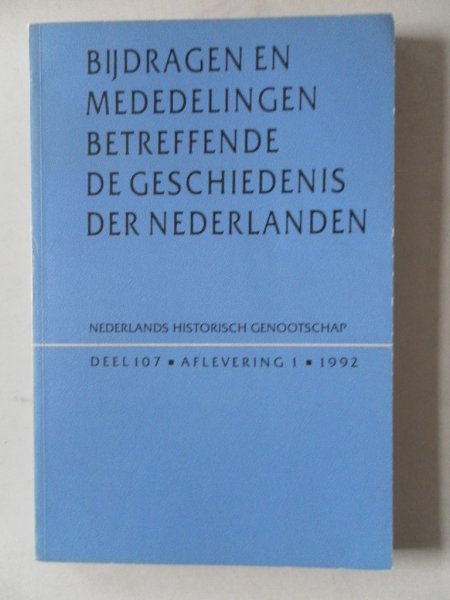 BIJDRAGEN EN
MEDEDELINGEN
BETREFFENDE
DE GESCHIEDENIS
DER NEDERLANDEN
NEDERLANDS HISTORISCH GENOOTSCHAP
DEEL 107 ▪ AFLEVERING 1 ▪ 1992